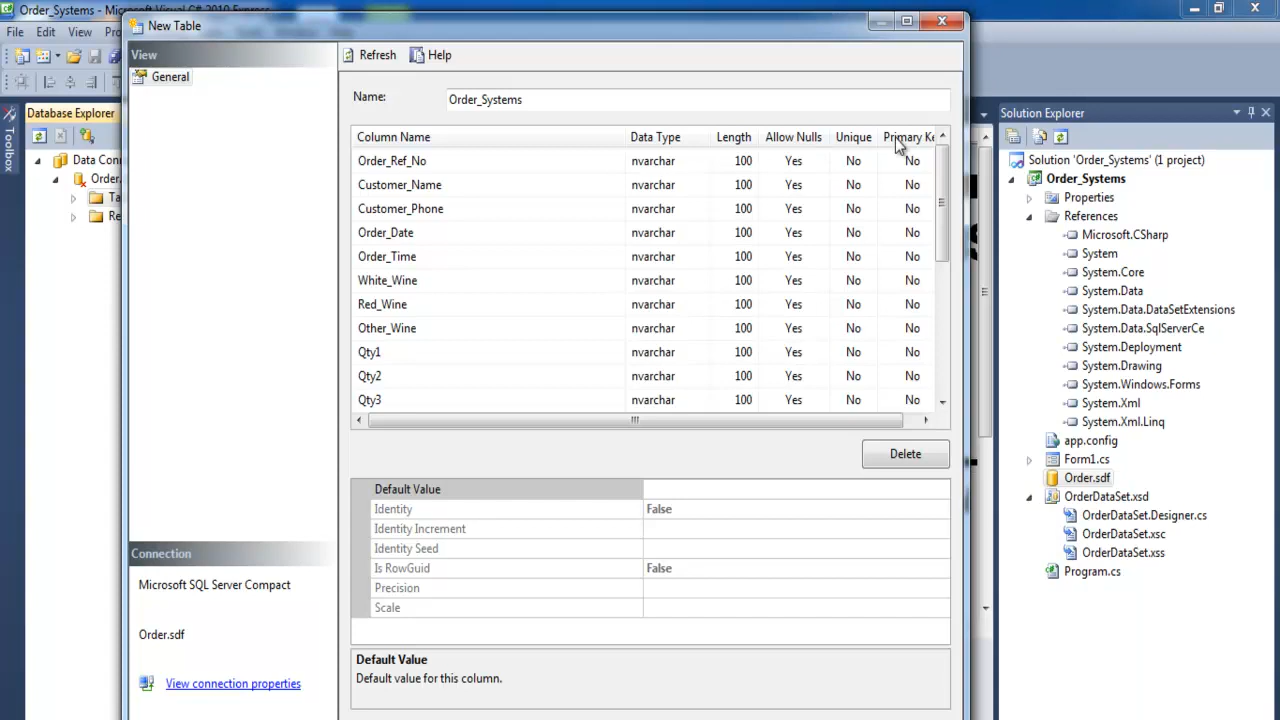 Order_Systems - Microsoft Visual C# 2010 Express
File Edit View
New Table
View
General
Refresh Help
Name: Order_Systems
Column Name Data Type Length Allow Nulls Unique Primary Ke
Order_Ref_No nvarchar 100 Yes No No
Customer_Name nvarchar 100 Yes No No
Customer_Phone nvarchar 100 Yes No No
Order_Date nvarchar 100 Yes No No
Order_Time nvarchar 100 Yes No No
White_Wine nvarchar 100 Yes No No
Red_Wine nvarchar 100 Yes No No
Other_Wine nvarchar 100 Yes No No
Qty1 nvarchar 100 Yes No No
Qty2 nvarchar 100 Yes No No
Qty3 nvarchar 100 Yes No No
Delete
Default Value
Identity False
Identity Increment
Identity Seed
Is RowGuid False
Precision
Scale
Default Value
Default value for this column.
Connection
Microsoft SQL Server Compact
Order.sdf
View connection properties
Toolbox
Database Explorer
Data Conn
Order.
Ta
Re
Solution Explorer
Solution 'Order_Systems' (1 project)
Order_Systems
Properties
References
Microsoft.CSharp
System
System.Core
System.Data
System.Data.DataSetExtensions
System.Data.SqlServerCe
System.Deployment
System.Drawing
System.Windows.Forms
System.Xml
System.Xml.Linq
app.config
Form1.cs
Order.sdf
OrderDataSet.xsd
OrderDataSet.Designer.cs
OrderDataSet.xsc
OrderDataSet.xss
Program.cs